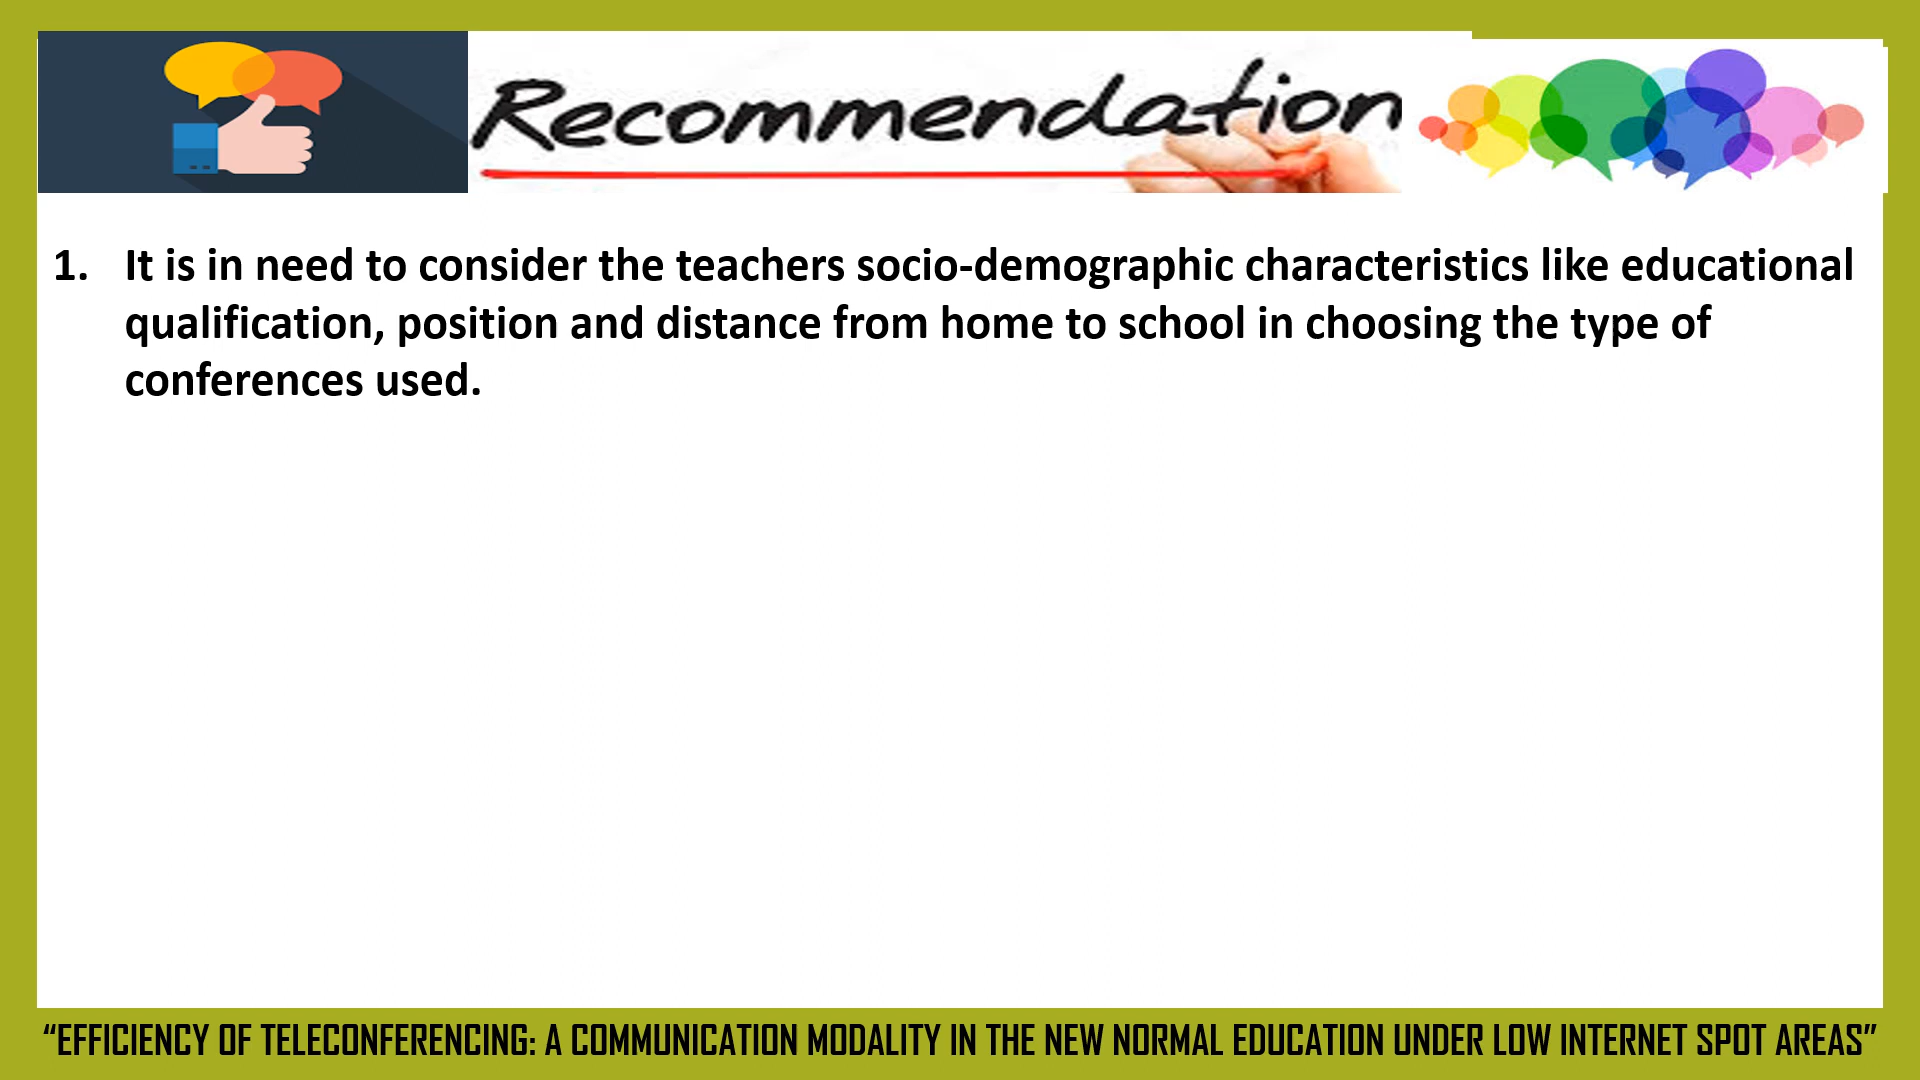 Recommendation
1. It is in need to consider the teachers socio-demographic characteristics like educational
qualification, position and distance from home to school in choosing the type of
conferences used.
“EFFICIENCY OF TELECONFERENCING: A COMMUNICATION MODALITY IN THE NEW NORMAL EDUCATION UNDER LOW INTERNET SPOT AREAS”